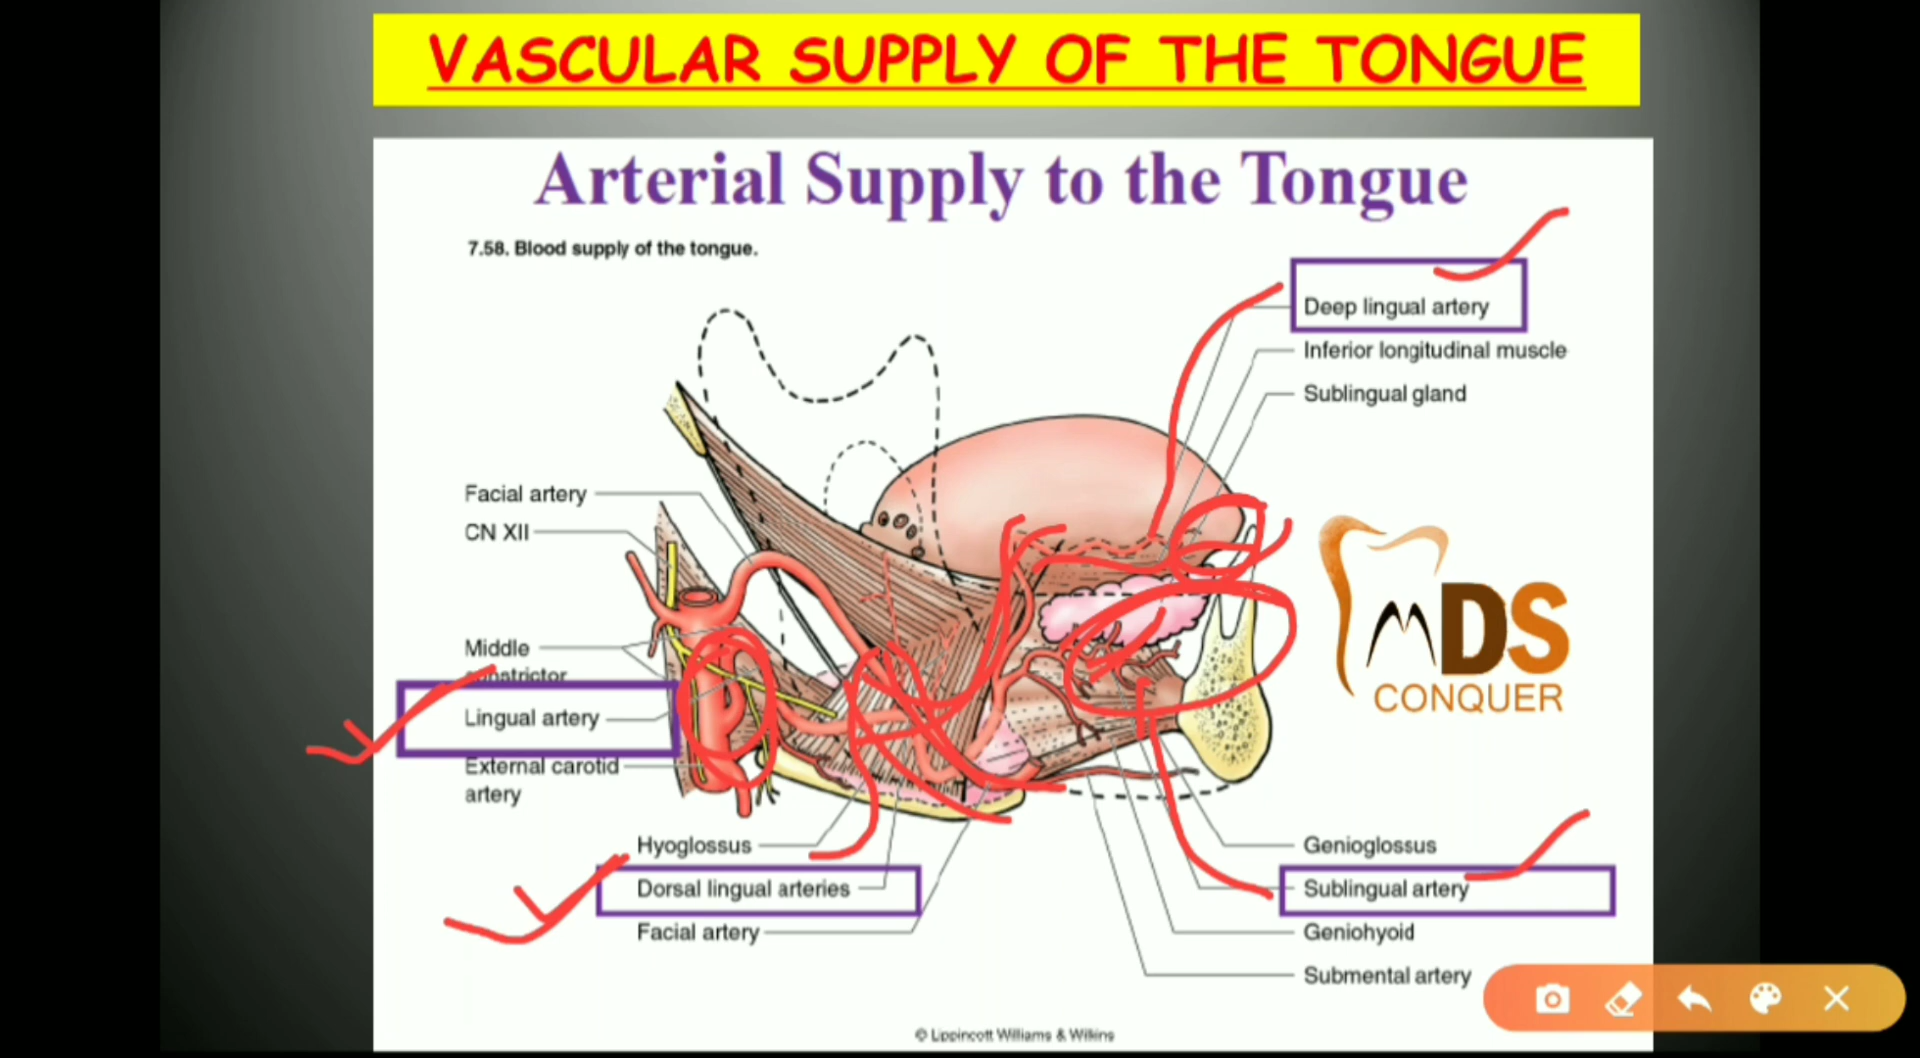 VASCULAR SUPPLY OF THE TONGUE
Arterial Supply to the Tongue
7.58. Blood supply of the tongue.
Deep lingual artery
Inferior longitudinal muscle
Sublingual gland
Facial artery
CN XII
Middle
constrictor
Lingual artery
External carotid
artery
Hyoglossus
Dorsal lingual arteries
Facial artery
Genioglossus
Sublingual artery
Geniohyoid
Submental artery
MDS
CONQUER
© Lippincott Williams & Wilkins